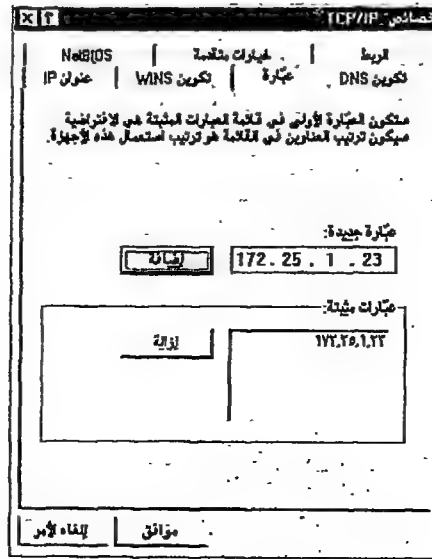 خصائص TCP/IP
الربط | خيارات متقدمة | NetBIOS
تكوين DNS | عبّارة | تكوين WINS | عنوان IP
ستكون العبّارة الأولى في قائمة العبارات المثبتة هي الافتراضية
سيكون ترتيب العناوين في القائمة هو ترتيب استعمال هذه الأجهزة.
عبّارة جديدة:
172.25.1.23 إضافة
عبّارات مثبتة:
١٧٢,٢٥,١,٢٣ إزالة
موافق إلغاء الأمر